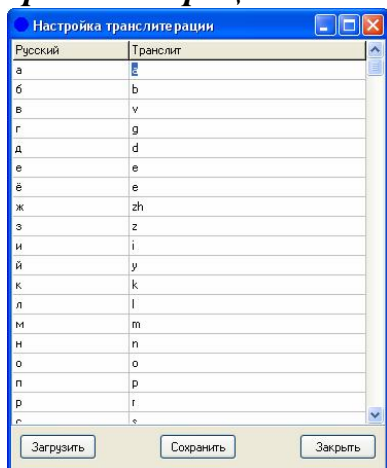 Настройка транслитерации
Русский Транслит
а a
б b
в v
г g
д d
е e
ё e
ж zh
з z
и i
й y
к k
л l
м m
н n
о o
п p
р r
с s
Загрузить Сохранить Закрыть